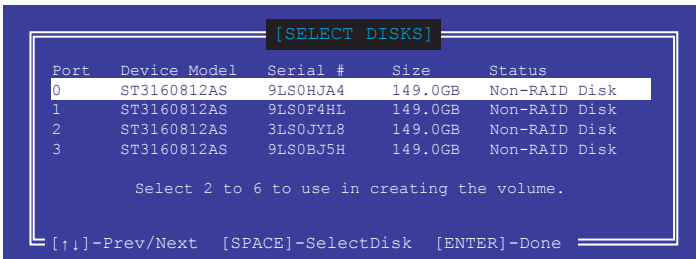 [SELECT DISKS]
Port Device Model Serial # Size Status
0 ST3160812AS 9LS0HJA4 149.0GB Non-RAID Disk
1 ST3160812AS 9LS0F4HL 149.0GB Non-RAID Disk
2 ST3160812AS 3LS0JYL8 149.0GB Non-RAID Disk
3 ST3160812AS 9LS0BJ5H 149.0GB Non-RAID Disk
Select 2 to 6 to use in creating the volume.
[↑↓]-Prev/Next [SPACE]-SelectDisk [ENTER]-Done